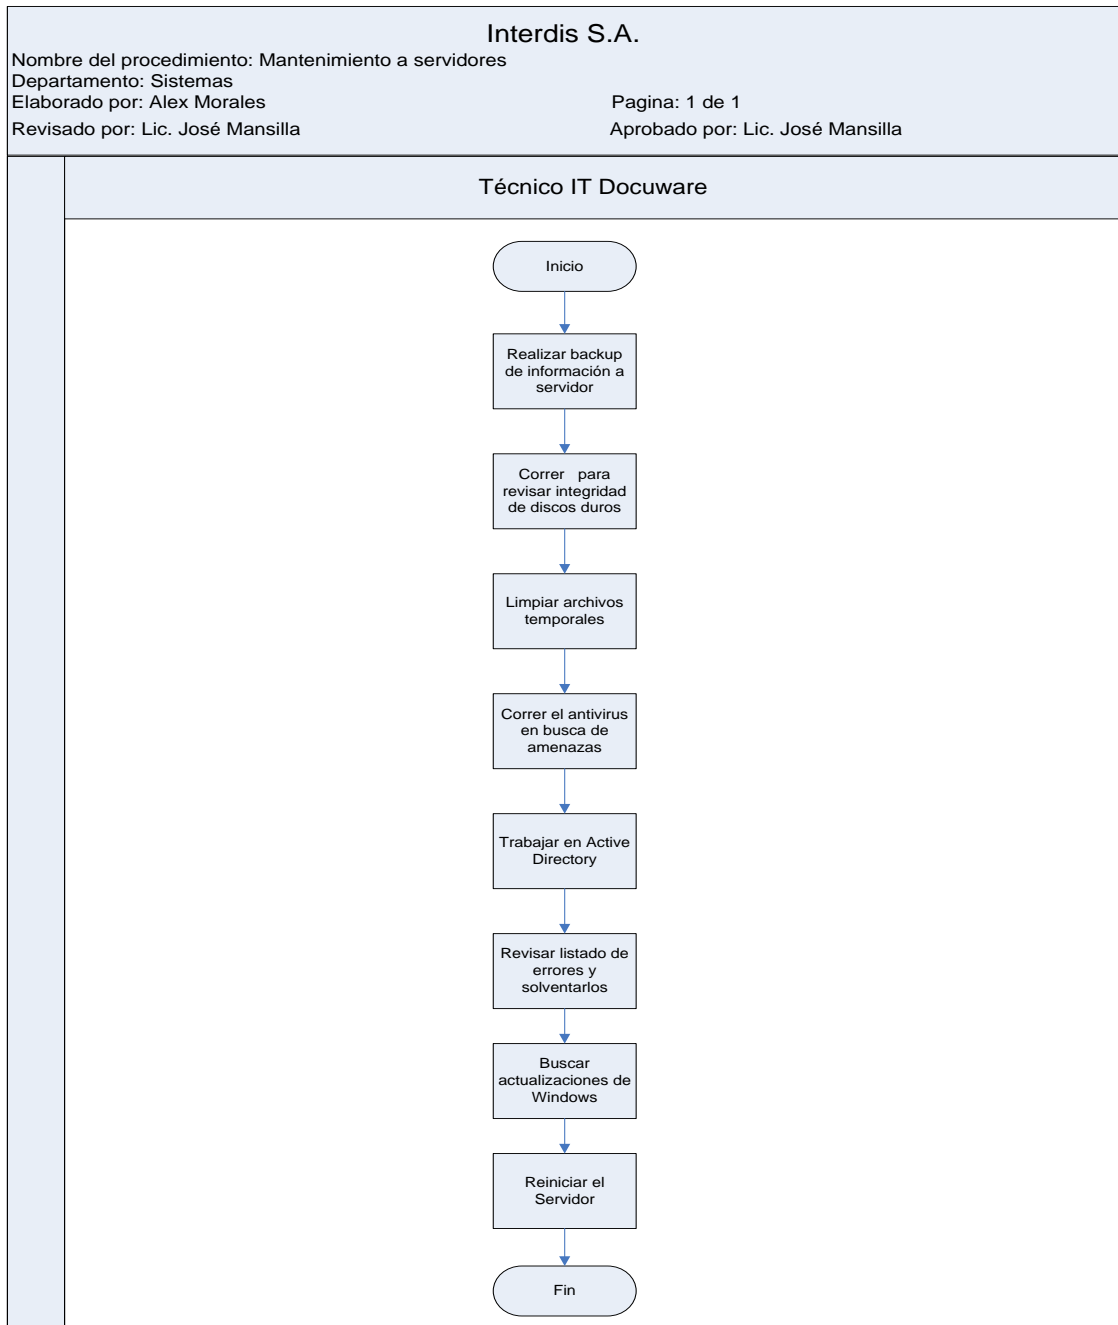 Interdis S.A.
Nombre del procedimiento: Mantenimiento a servidores
Departamento: Sistemas
Elaborado por: Alex Morales Pagina: 1 de 1
Revisado por: Lic. José Mansilla Aprobado por: Lic. José Mansilla
Técnico IT Docuware
Inicio
Realizar backup
de información a
servidor
Correr para
revisar integridad
de discos duros
Limpiar archivos
temporales
Correr el antivirus
en busca de
amenazas
Trabajar en Active
Directory
Revisar listado de
errores y
solventarlos
Buscar
actualizaciones de
Windows
Reiniciar el
Servidor
Fin